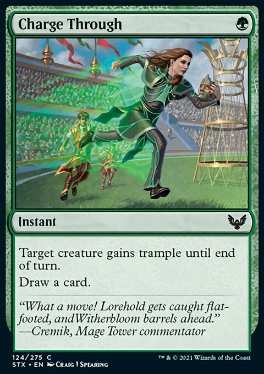 Charge Through
Instant
Target creature gains trample until end
of turn.
Draw a card.
"What a move! Lorehold gets caught flat-
footed, and Witherbloom barrels ahead."
—Cremik, Mage Tower commentator
124/275 C
STX • EN Craig J Spearing
™ & © 2021 Wizards of the Coast